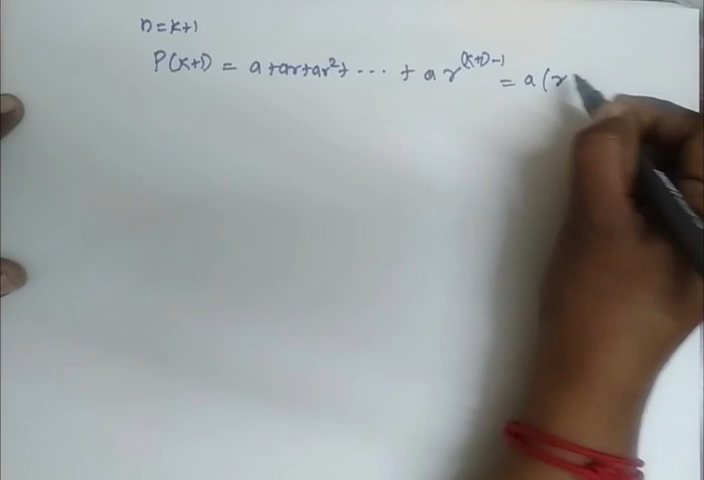 n=k+1
P(k+1) = a+ar+ar²+ ... + ar^(k+1)-1 = a(r